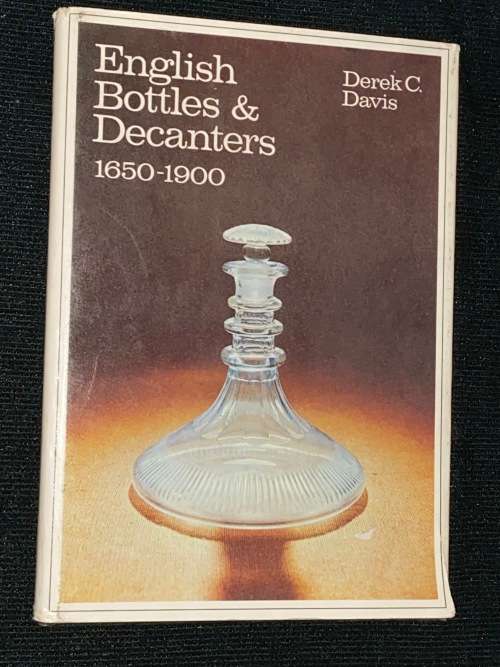 English
Bottles &
Decanters
1650-1900
Derek C.
Davis